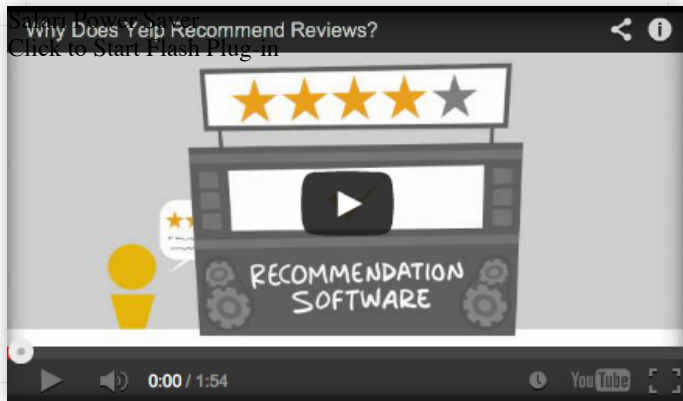 Safari Power Saver
Why Does Yelp Recommend Reviews?
Click to Start Flash Plug-in
RECOMMENDATION
SOFTWARE
0:00 / 1:54
YouTube